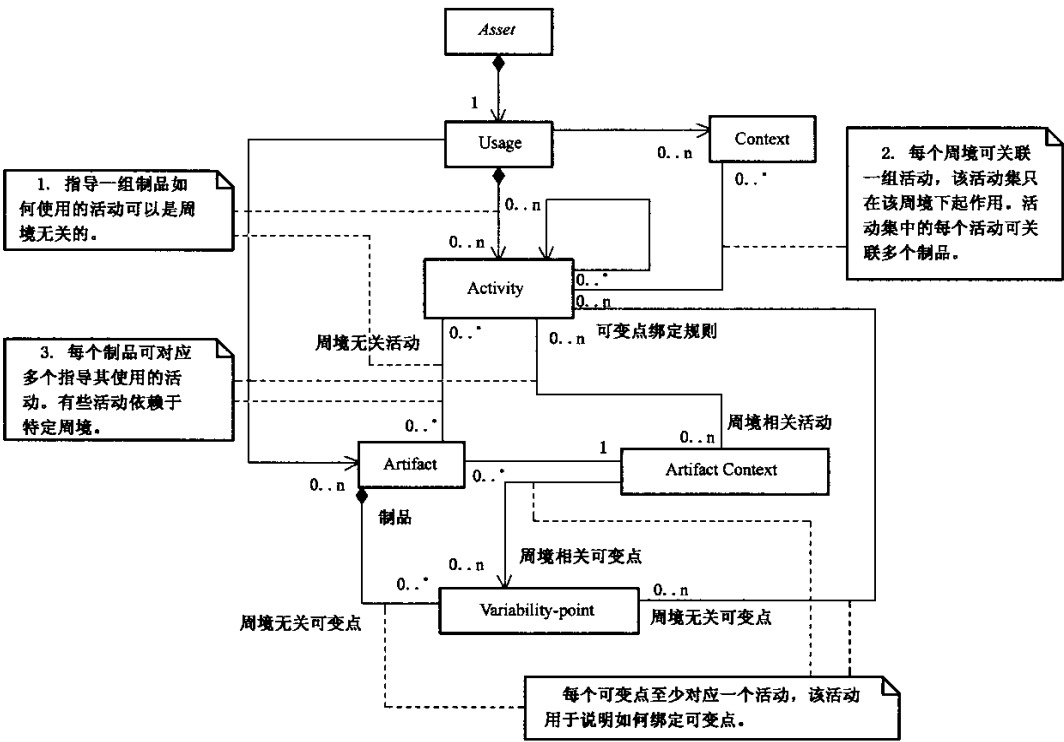 Asset
1
Usage
0..n
Context
0..*
1. 指导一组制品如
何使用的活动可以是周
境无关的。
2. 每个周境可关联
一组活动，该活动集只
在该周境下起作用。活
动集中的每个活动可关
联多个制品。
0..n
0..n
Activity
0..*
0..n
周境无关活动
0..*
0..n
可变点绑定规则
3. 每个制品可对应
多个指导其使用的活
动。有些活动依赖于
特定周境。
0..*
周境相关活动
0..n
1
Artifact
0..n
0..*
Artifact Context
制品
周境相关可变点
0..n
0..*
Variability-point
0..n
周境无关可变点
周境无关可变点
每个可变点至少对应一个活动，该活动
用于说明如何绑定可变点。